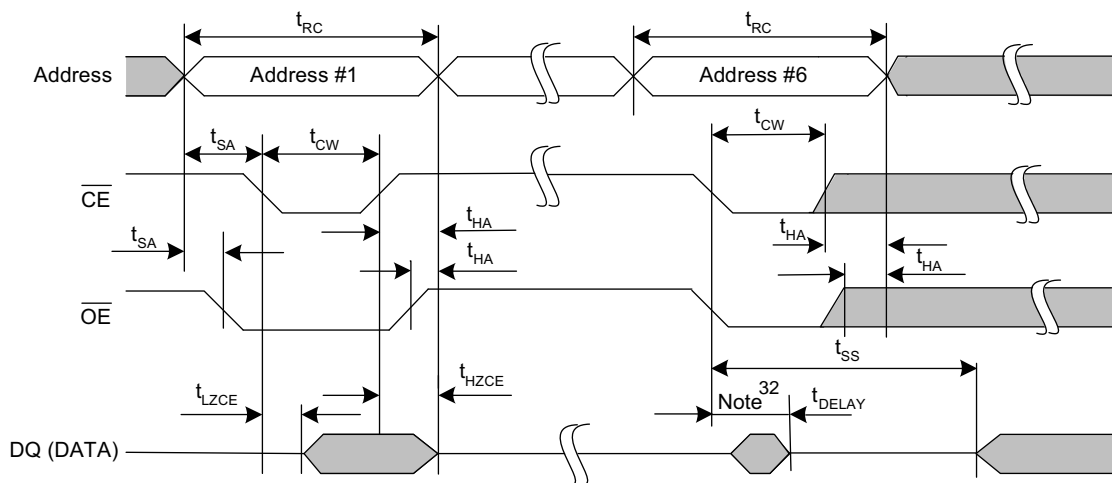 tRC tRC
Address Address #1 Address #6
tSA tCW tCW
CE
tHA tHA
tSA tHA tHA
OE
tSS
tLZCE tHZCE Note32 tDELAY
DQ (DATA)